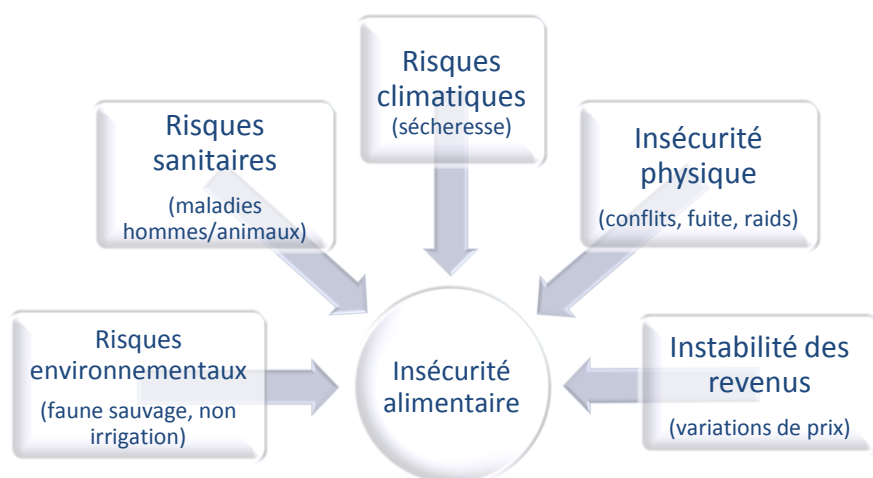 Risques
climatiques
(sécheresse)
Risques
sanitaires
(maladies
hommes/animaux)
Insécurité
physique
(conflits, fuite, raids)
Risques
environnementaux
(faune sauvage, non
irrigation)
Insécurité
alimentaire
Instabilité des
revenus
(variations de prix)